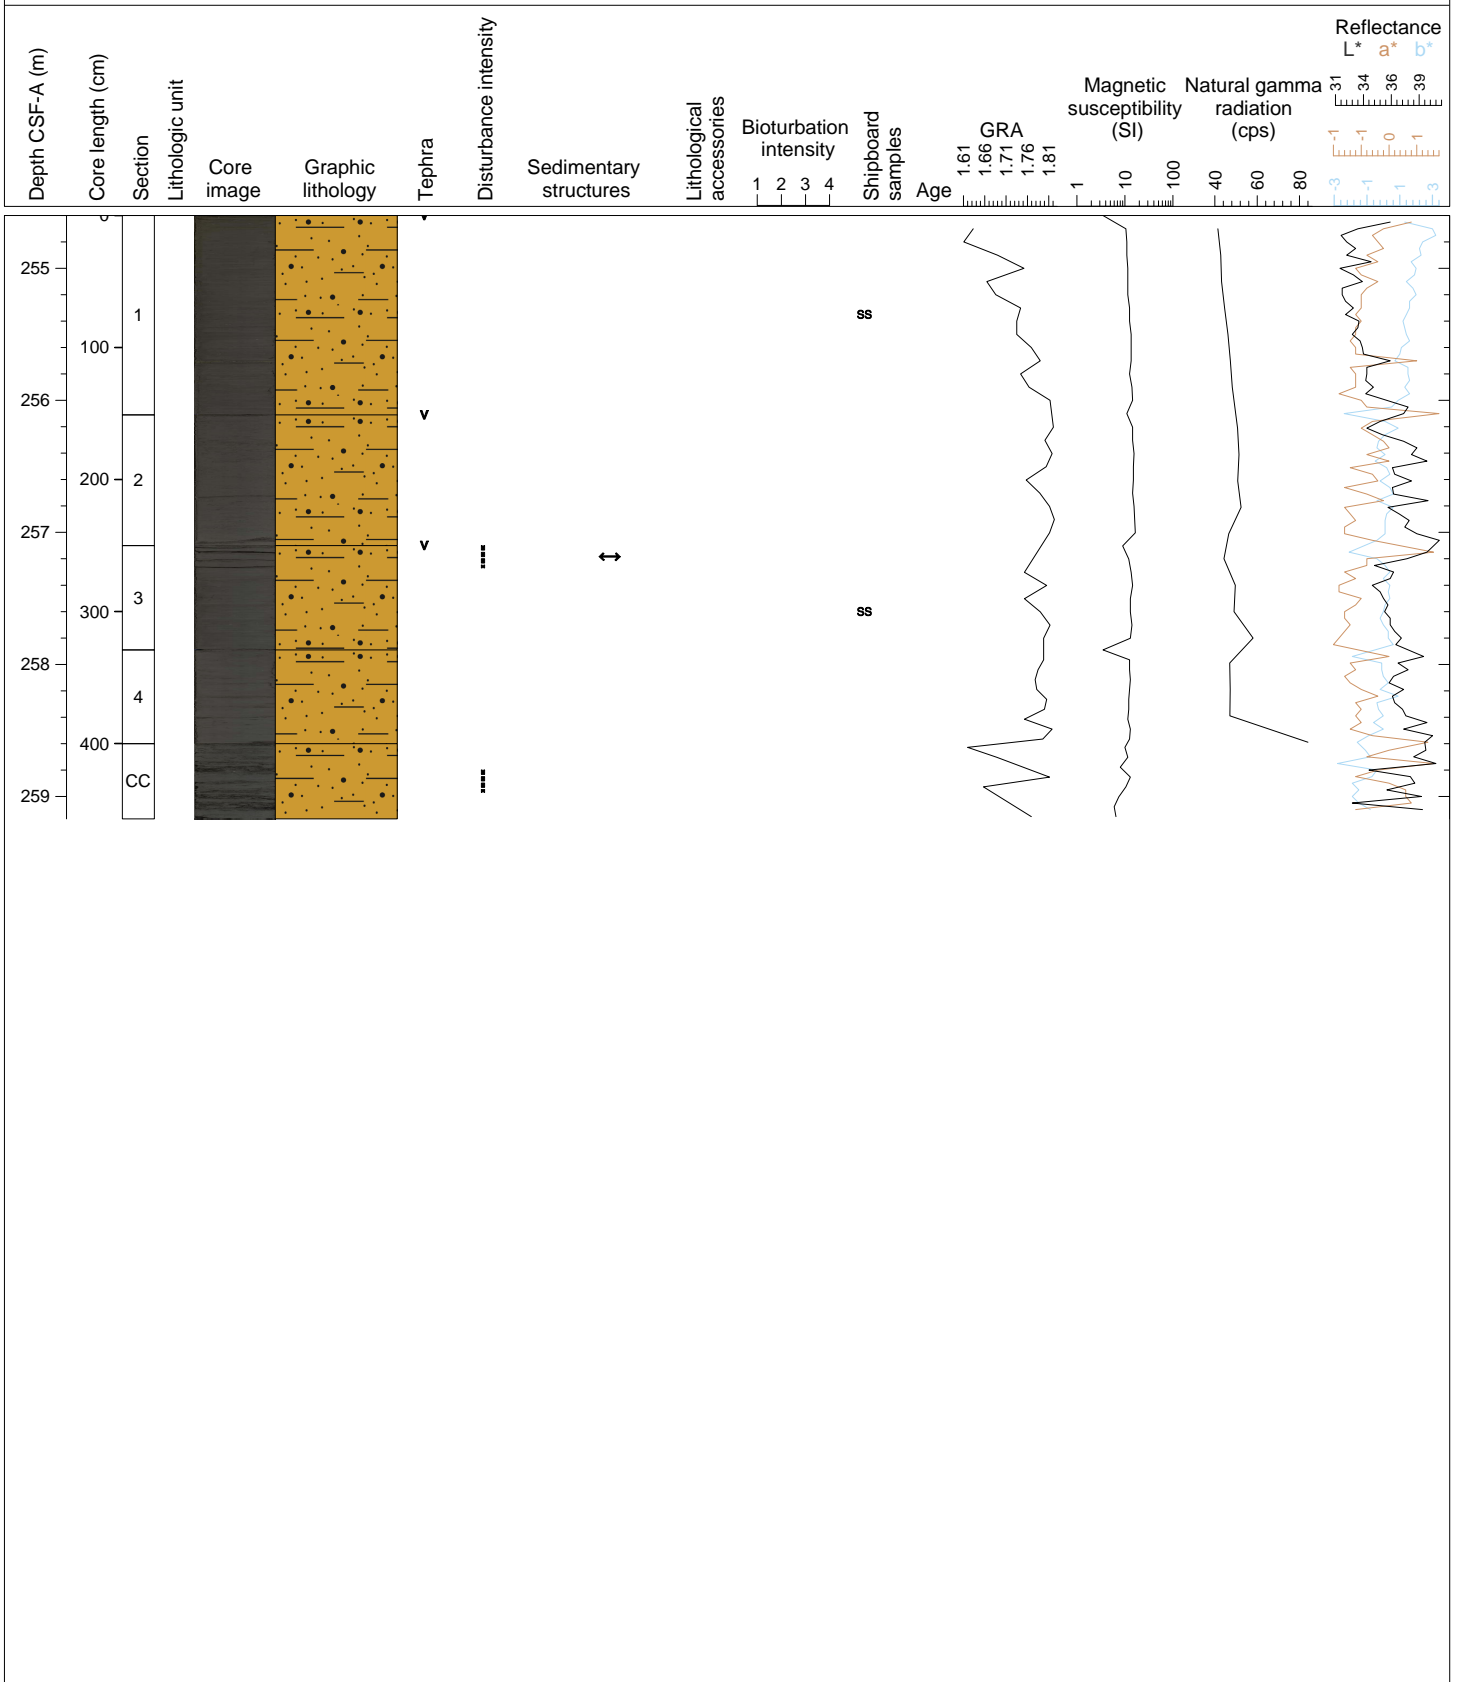 Depth CSF-A (m)
Core length (cm)
Section
Lithologic unit
Core
image
Graphic
lithology
Tephra
Disturbance intensity
Sedimentary
structures
Lithological
accessories
Bioturbation
intensity
1 2 3 4
Shipboard
samples
Age
GRA
1.61 1.66 1.71 1.76 1.81
Magnetic
susceptibility
(SI)
1 10 100
Natural gamma
radiation
(cps)
40 60 80
Reflectance
L* a* b*
31 34 36 39
-1 -1 0 1
-3 -1 1 3
0
v
255
1
ss
100
256
v
200
2
257
v
3
300
ss
258
4
400
CC
259